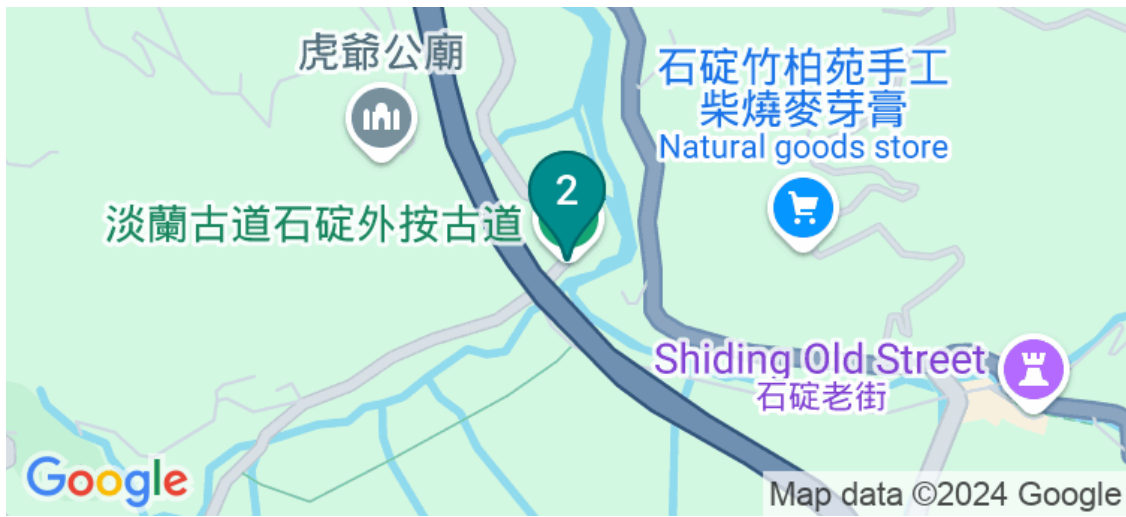 虎爺公廟
石碇竹柏苑手工
柴燒麥芽膏
Natural goods store
2
淡蘭古道石碇外按古道
Shiding Old Street
石碇老街
Google
Map data ©2024 Google